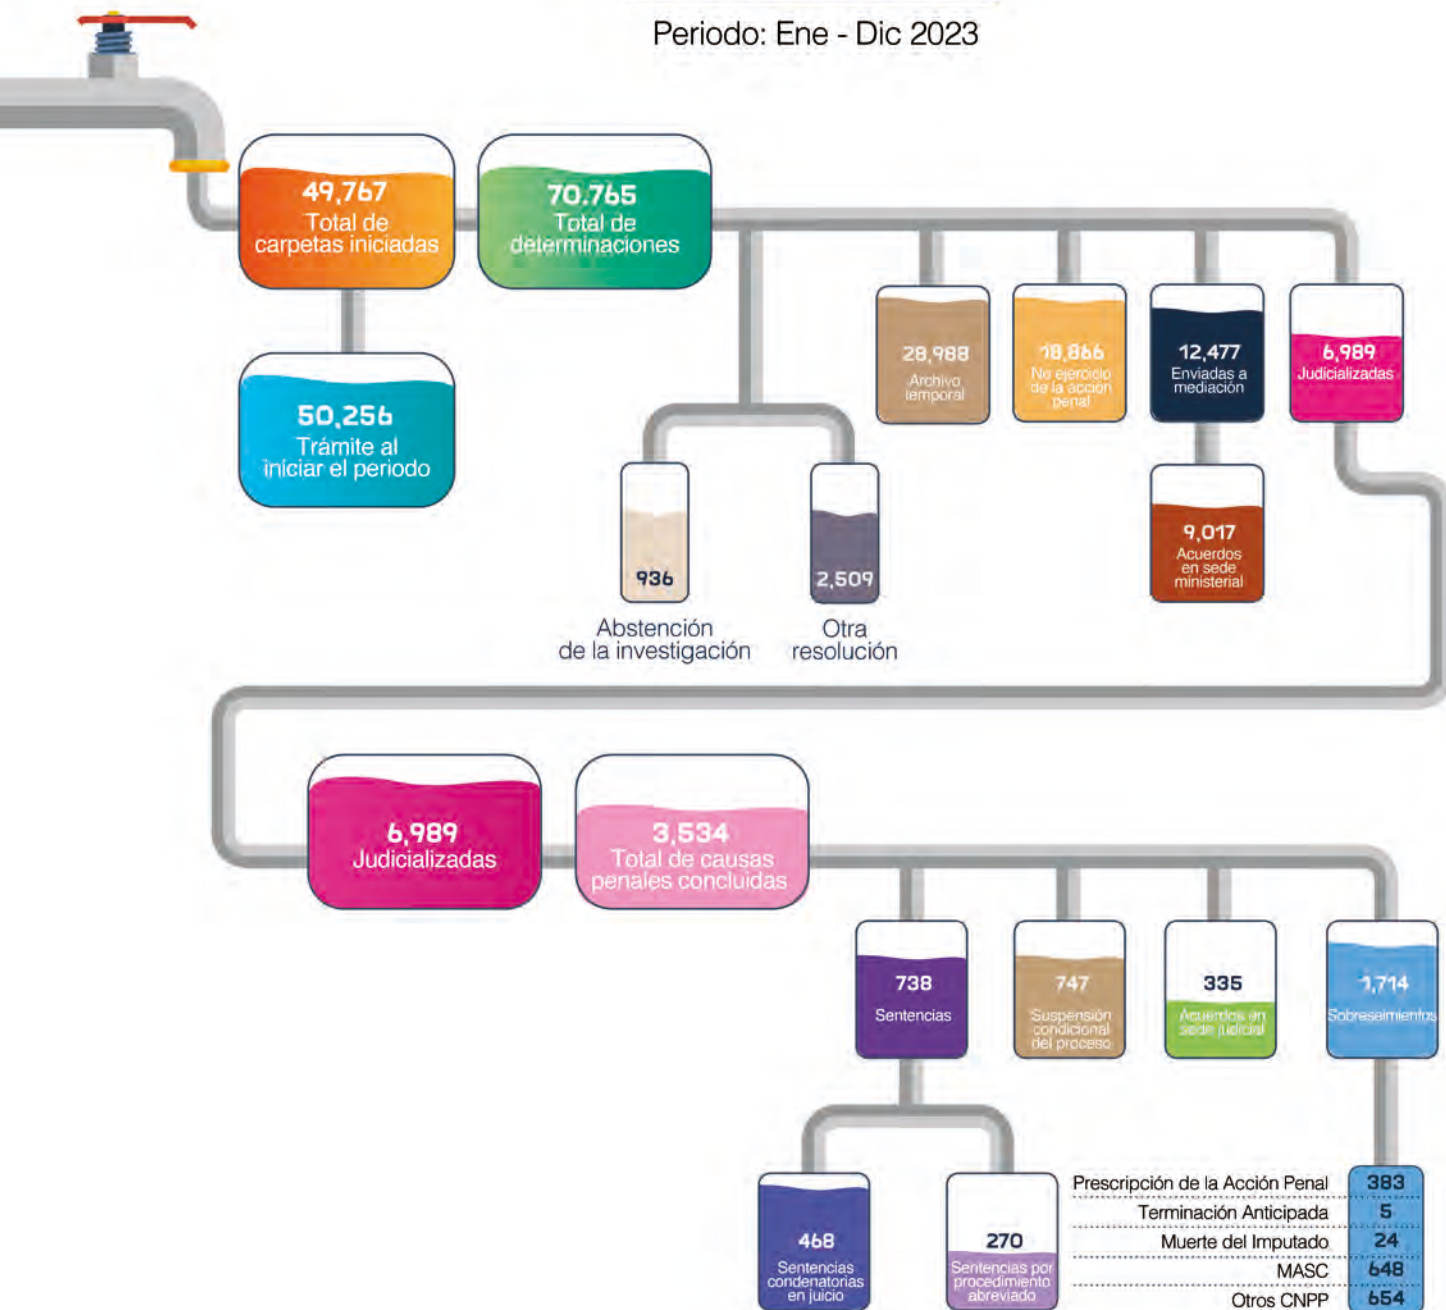 Periodo: Ene - Dic 2023
49,767
Total de
carpetas iniciadas
70.765
Total de
determinaciones
50,256
Trámite al
iniciar el periodo
28,988
Archivo
temporal
18,866
No ejercicio
de la acción
penal
12,477
Enviadas a
mediación
6,989
Judicializadas
936
Abstención
de la investigación
2,509
Otra
resolución
9,017
Acuerdos
en sede
ministerial
6,989
Judicializadas
3,534
Total de causas
penales concluidas
738
Sentencias
747
Suspensión
condicional
del proceso
335
Acuerdos en
sede judicial
1,714
Sobreseimientos
468
Sentencias
condenatorias
en juicio
270
Sentencias por
procedimiento
abreviado
Prescripción de la Acción Penal 383
Terminación Anticipada 5
Muerte del Imputado 24
MASC 648
Otros CNPP 654